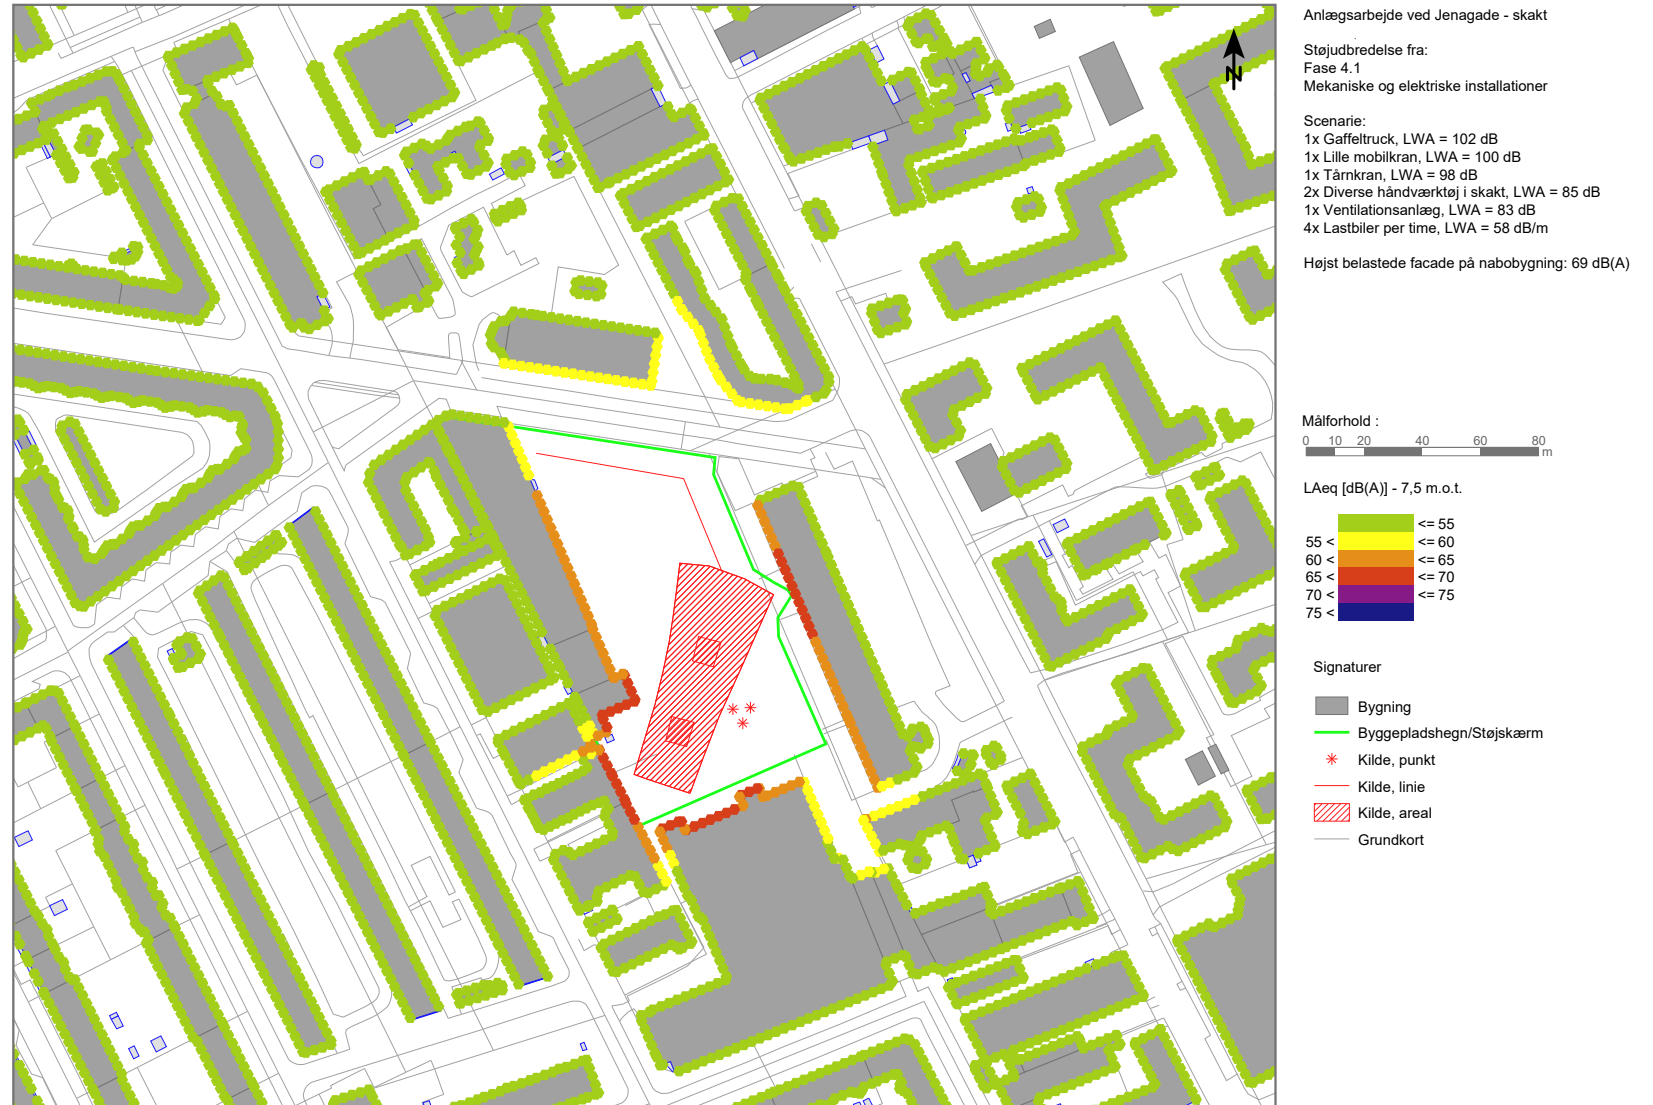 Anlægsarbejde ved Jenagade - skakt
Støjudbredelse fra:
Fase 4.1
Mekaniske og elektriske installationer
Scenarie:
1x Gaffeltruck, LWA = 102 dB
1x Lille mobilkran, LWA = 100 dB
1x Tårnkran, LWA = 98 dB
2x Diverse håndværktøj i skakt, LWA = 85 dB
1x Ventilationsanlæg, LWA = 83 dB
4x Lastbiler per time, LWA = 58 dB/m
Højst belastede facade på nabobygning: 69 dB(A)
N
Målforhold :
0 10 20 40 60 80
m
LAeq [dB(A)] - 7,5 m.o.t.
<= 55
55 < <= 60
60 < <= 65
65 < <= 70
70 < <= 75
75 <
Signaturer
Bygning
Byggepladshegn/Støjskærm
Kilde, punkt
Kilde, linie
Kilde, areal
Grundkort